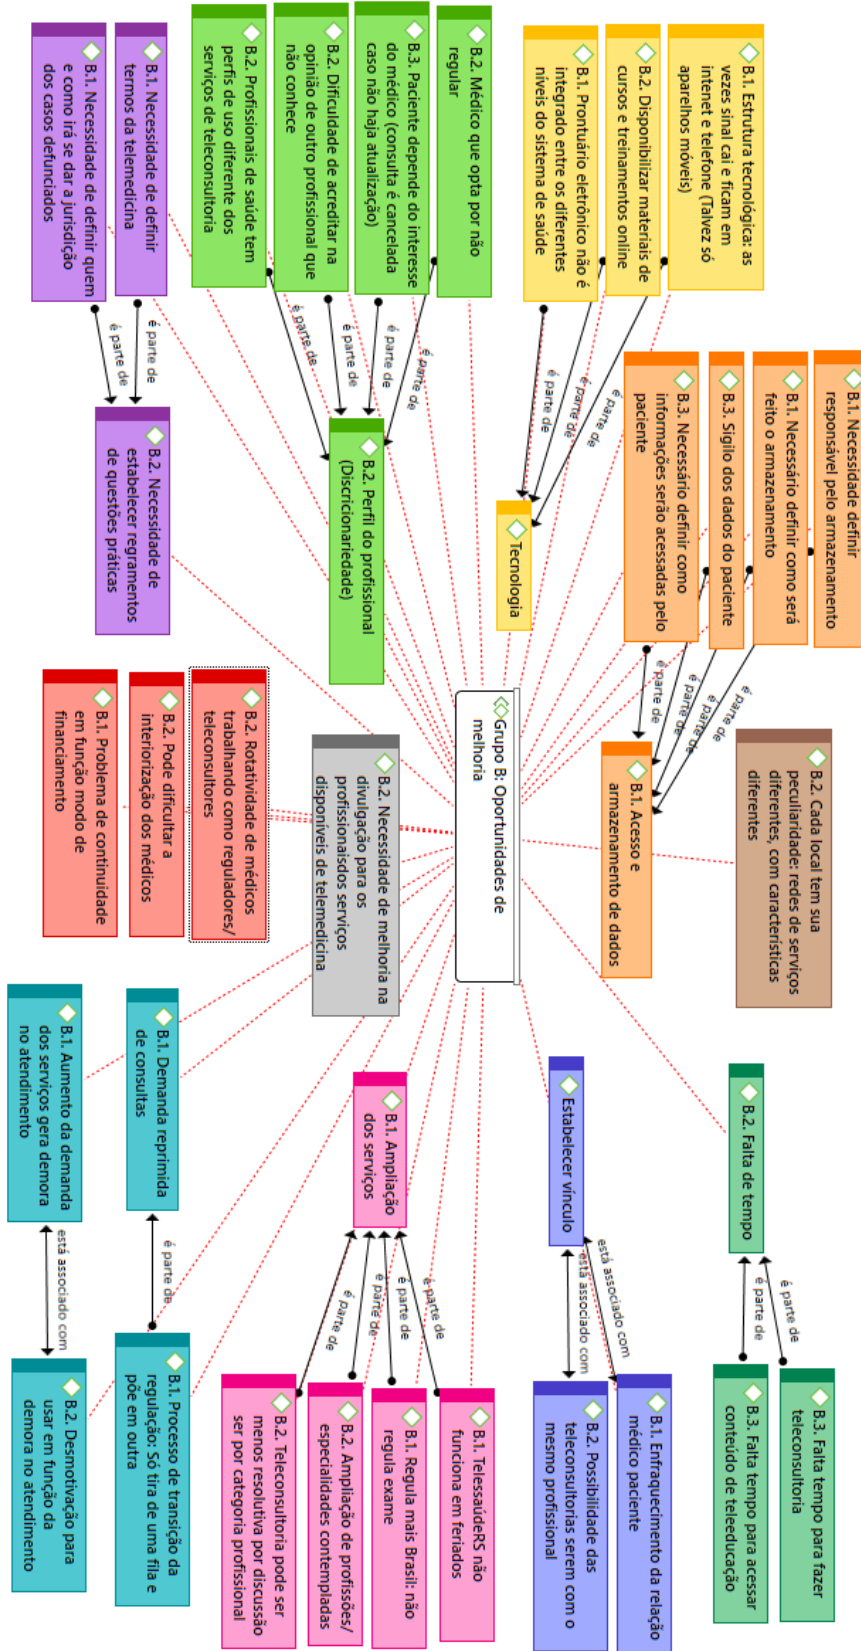 B.1. Estrutura tecnológica: as
vezes sinal cai e ficam em
intenet e telefone (Talvez só
aparelhos móveis)
B.2. Disponibilizar materiais de
cursos e treinamentos online
B.1. Prontuário eletrônico não é
integrado entre os diferentes
níveis do sistema de saúde
é parte de
é parte de
é parte de
Tecnologia
B.1. Necessidade definir
responsável pelo armazenamento
B.1. Necessário definir como será
feito o armazenamento
B.3. Sigilo dos dados do paciente
B.3. Necessário definir como
informações serão acessadas pelo
paciente
é parte de
é parte de
é parte de
é parte de
B.1. Acesso e
armazenamento de dados
B.2. Cada local tem sua
peculiaridade: redes de serviços
diferentes, com características
diferentes
B.2. Falta de tempo
é parte de
é parte de
B.3. Falta tempo para fazer
teleconsultoria
B.3. Falta tempo para acessar
conteúdo de teleeducação
Estabelecer vínculo
está associado com
está associado com
B.1. Enfraquecimento da relação
médico paciente
B.2. Possibilidade das
teleconsultorias serem com o
mesmo profissional
Grupo B: Oportunidades de
melhoria
B.2. Médico que opta por não
regular
B.3. Paciente depende do interesse
do médico (consulta é cancelada
caso não haja atualização)
B.2. Dificuldade de acreditar na
opinião de outro profissional que
não conhece
B.2. Profissionais de saúde tem
perfis de uso diferente dos
serviços de teleconsultoria
é parte de
é parte de
é parte de
é parte de
B.2. Perfil do profissional
(Discricionariedade)
B.2. Necessidade de melhoria na
divulgação para os
profissionaisdos serviços
disponíveis de telemedicina
B.1. Ampliação
dos serviços
é parte de
é parte de
é parte de
é parte de
B.1. TelessaúdeRS não
funciona em feriados
B.1. Regula mais Brasil: não
regula exame
B.2. Ampliação de profissões/
especialidades contempladas
B.2. Teleconsultoria pode ser
menos resolutiva por discussão
ser por categoria profissional
B.1. Necessidade de definir
termos da telemedicina
B.1. Necessidade de definir quem
e como irá se dar a jurisdição
dos casos defunciados
é parte de
é parte de
B.2. Necessidade de
estabelecer regramentos
de questões práticas
B.2. Rotatividade de médicos
trabalhando como reguladores/
teleconsultores
B.2. Pode dificultar a
interiorização dos médicos
B.1. Problema de continuidade
em função modo de
financiamento
B.1. Demanda reprimida
de consultas
é parte de
B.1. Processo de transição da
regulação: Só tira de uma fila e
põe em outra
B.1. Aumento da demanda
dos serviços gera demora
no atendimento
está associado com
B.2. Desmotivação para
usar em função da
demora no atendimento